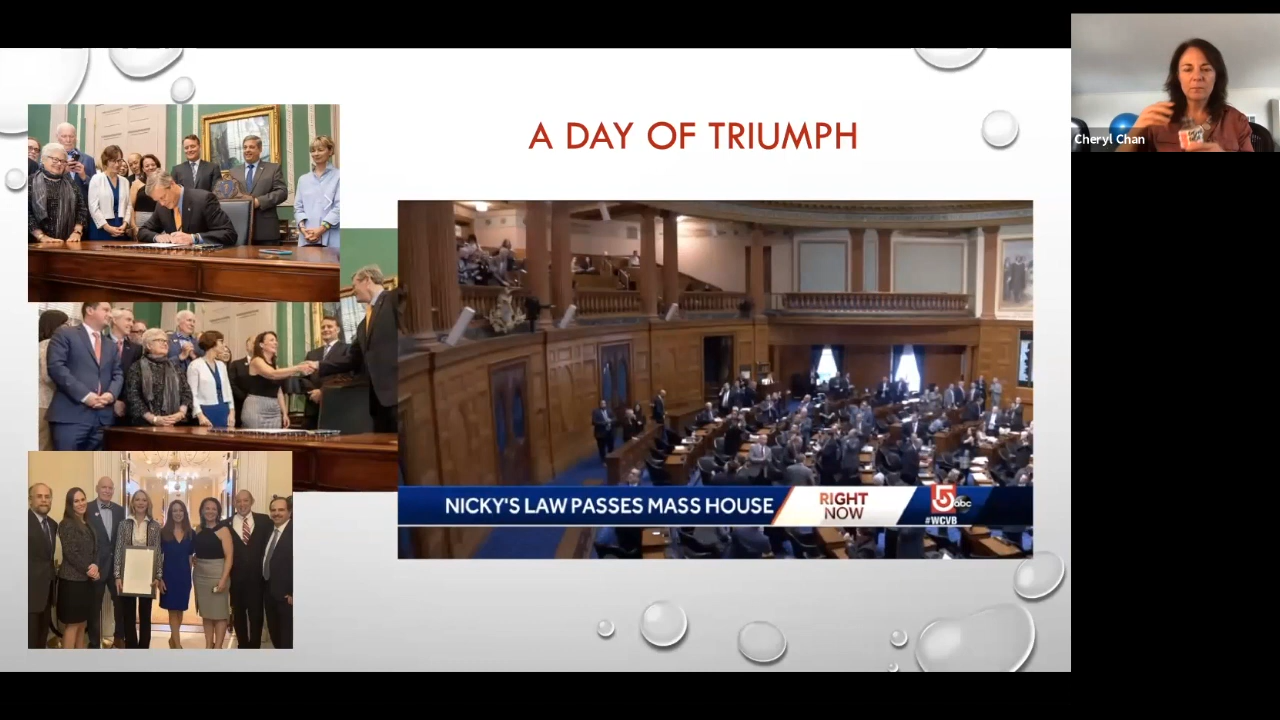 A DAY OF TRIUMPH
Cheryl Chan
NICKY'S LAW PASSES MASS HOUSE
RIGHT
NOW
5 abc
#WCVB